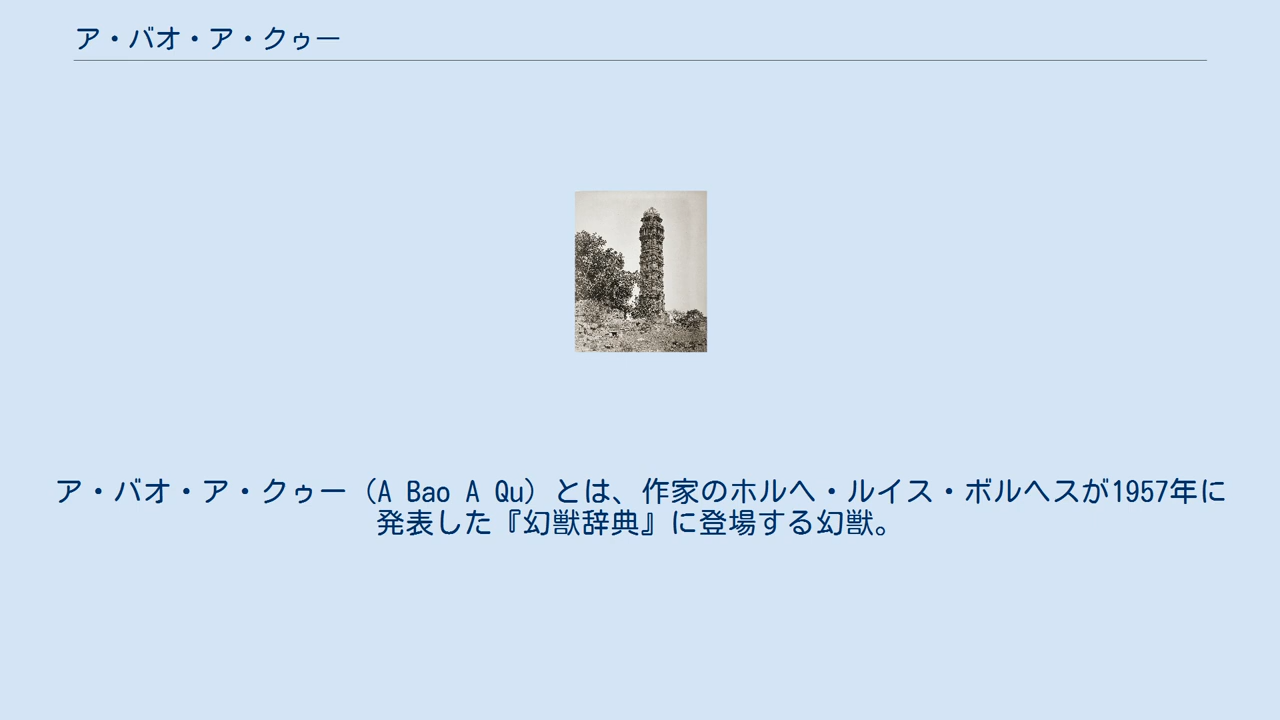 ア・バオ・ア・クゥー
ア・バオ・ア・クゥー（A Bao A Qu）とは、作家のホルヘ・ルイス・ボルヘスが1957年に
発表した『幻獣辞典』に登場する幻獣。